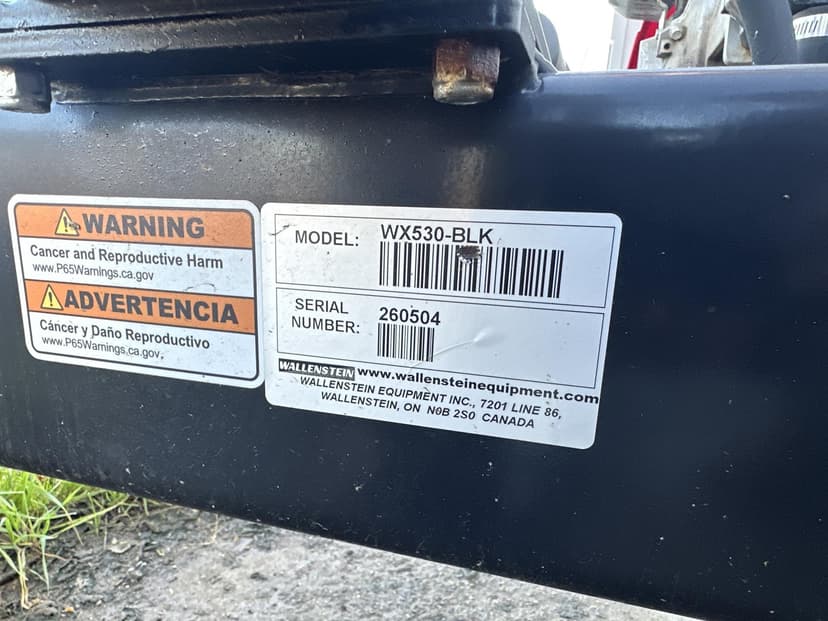 WARNING
Cancer and Reproductive Harm
www.P65Warnings.ca.gov
ADVERTENCIA
Cáncer y Daño Reproductivo
www.P65Warnings.ca.gov.
MODEL: WX530-BLK
SERIAL
NUMBER: 260504
WALLENSTEIN www.wallensteinequipment.com
WALLENSTEIN EQUIPMENT INC., 7201 LINE 86,
WALLENSTEIN, ON N0B 2S0 CANADA